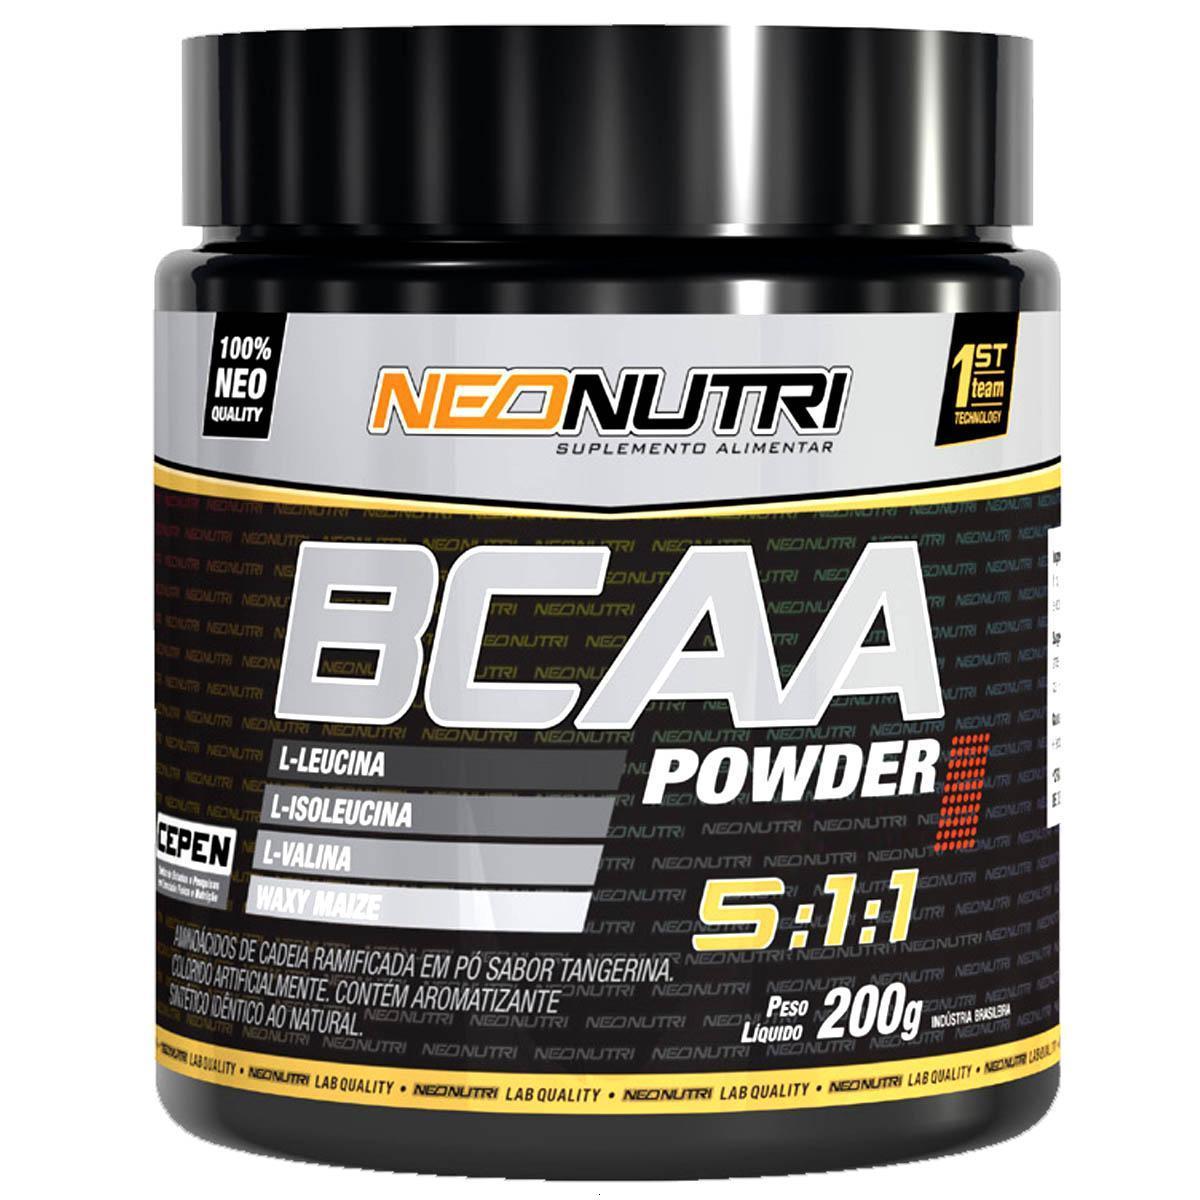 100%
NEO
QUALITY
NEONUTRI
SUPLEMENTO ALIMENTAR
1ST
team
TECHNOLOGY
BCAA
POWDER
5:1:1
L-LEUCINA
L-ISOLEUCINA
L-VALINA
WAXY MAIZE
CEPEN
AMINOÁCIDOS DE CADEIA RAMIFICADA EM PÓ SABOR TANGERINA.
COLORIDO ARTIFICIALMENTE. CONTÉM AROMATIZANTE
SINTÉTICO IDÊNTICO AO NATURAL.
PESO
LÍQUIDO 200g INDÚSTRIA BRASILEIRA
NEONUTRI LAB QUALITY • NEONUTRI LAB QUALITY • NEONUTRI LAB QUALITY • NEONUTRI LAB QUALITY